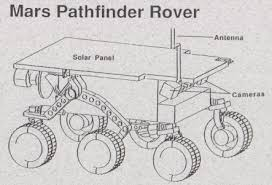 Mars Pathfinder Rover
Antenna
Solar Panel
Cameras